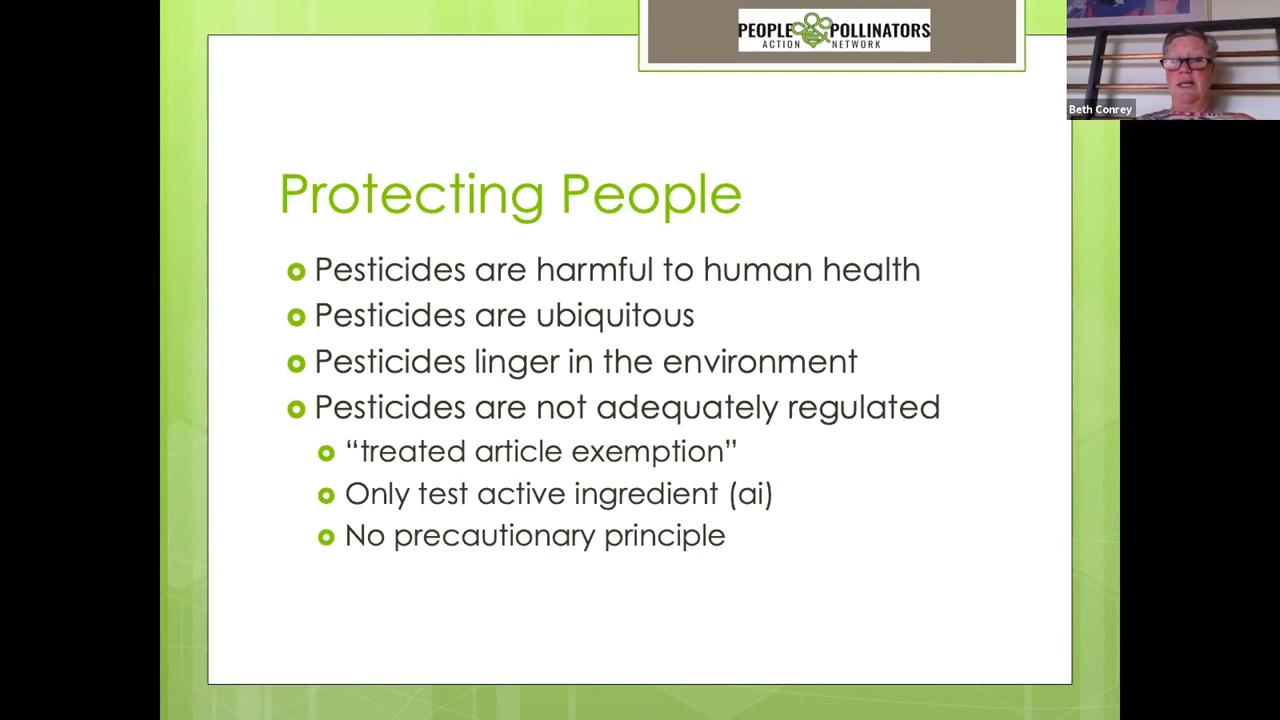 PEOPLE POLLINATORS
ACTION NETWORK
Beth Conrey
Protecting People
Pesticides are harmful to human health
Pesticides are ubiquitous
Pesticides linger in the environment
Pesticides are not adequately regulated
“treated article exemption”
Only test active ingredient (ai)
No precautionary principle